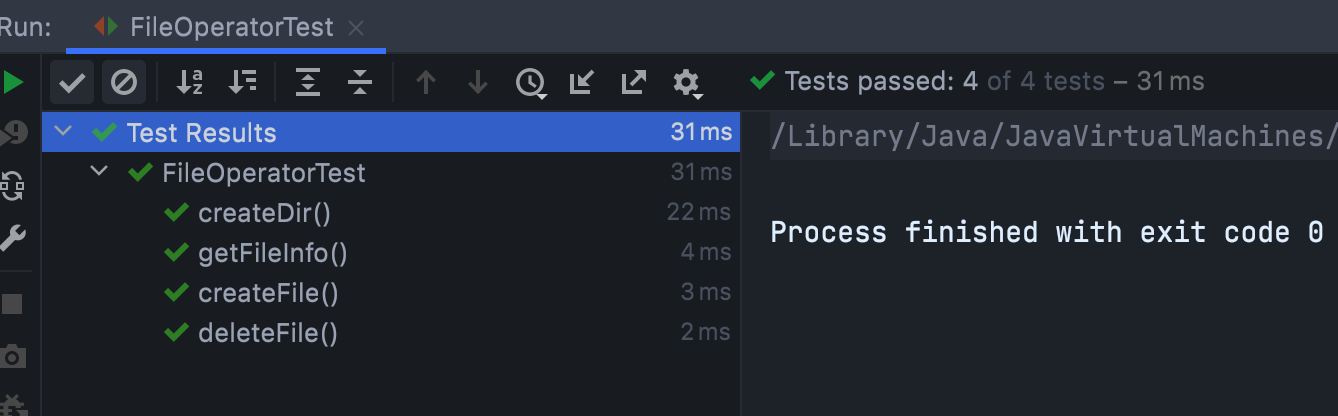 Run: FileOperatorTest
Tests passed: 4 of 4 tests – 31 ms
Test Results 31 ms
FileOperatorTest 31 ms
createDir() 22 ms
getFileInfo() 4 ms
createFile() 3 ms
deleteFile() 2 ms
/Library/Java/JavaVirtualMachines/
Process finished with exit code 0